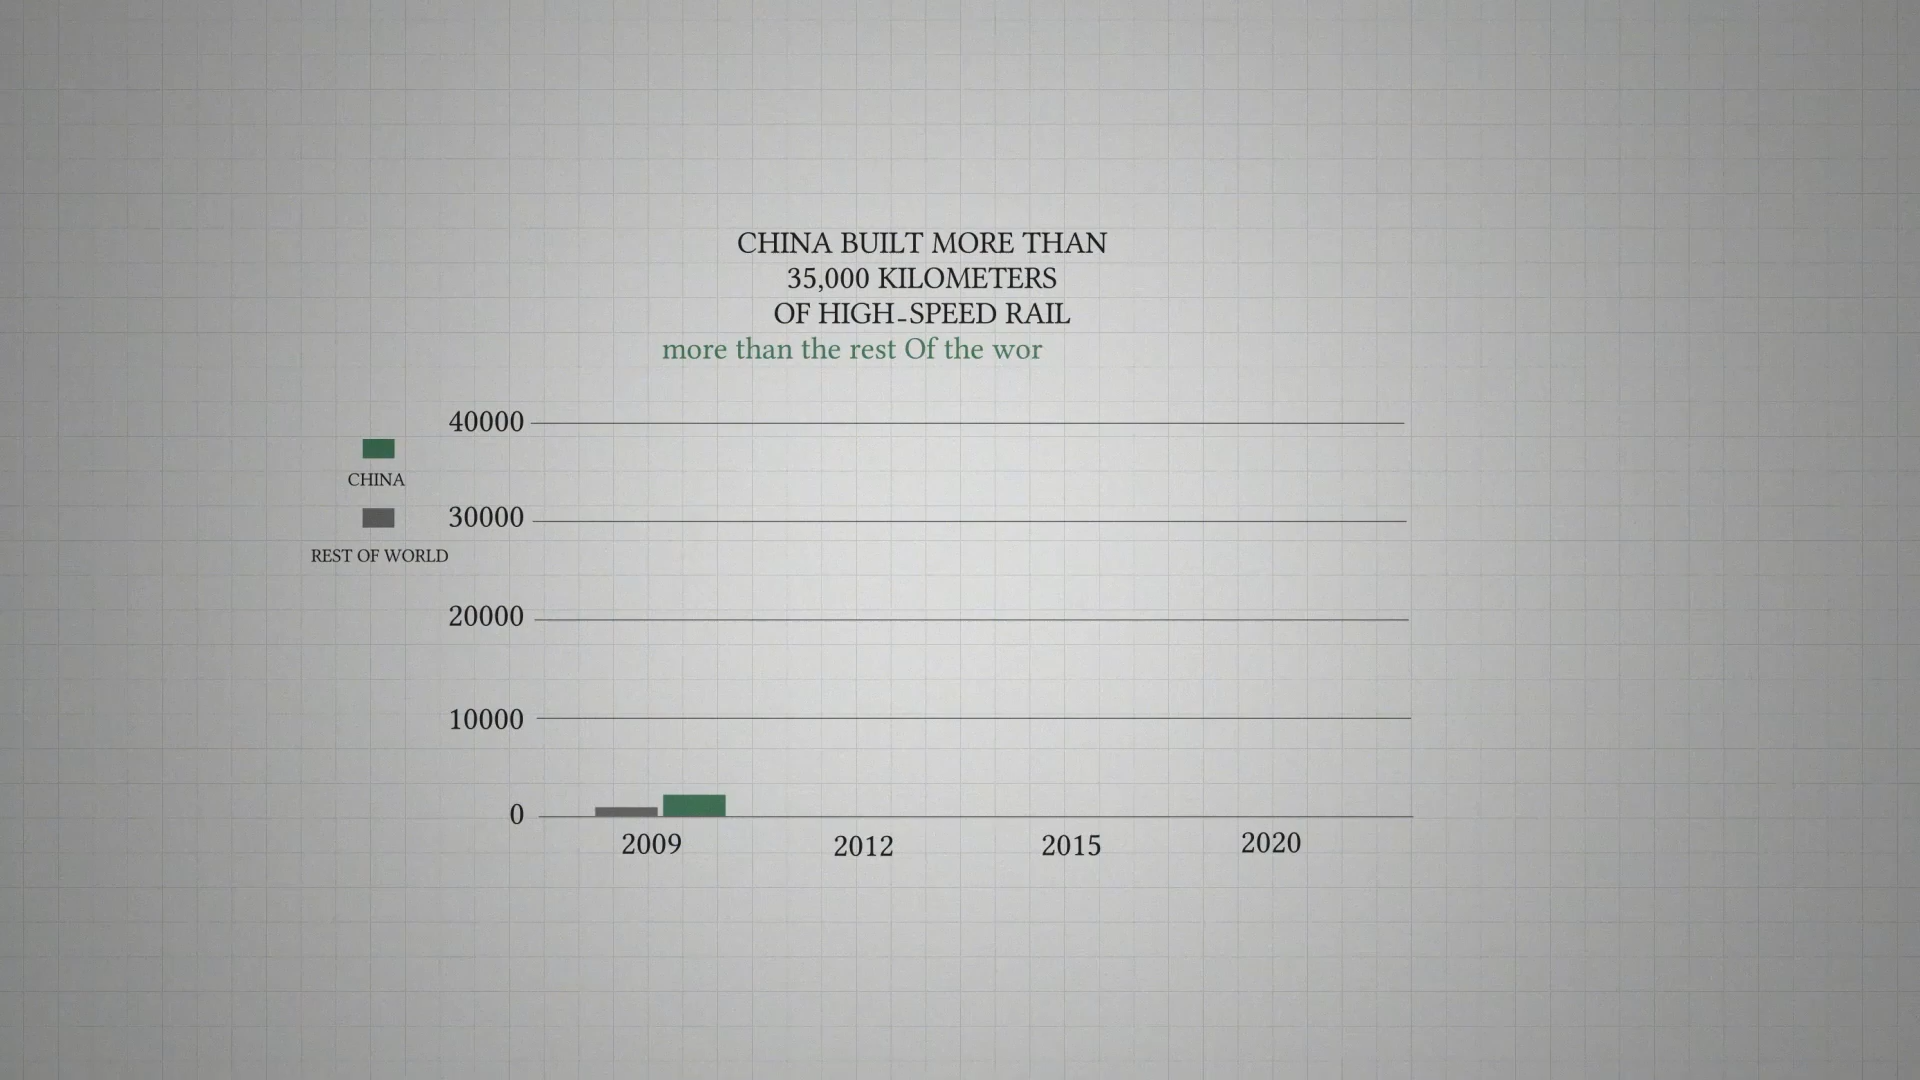 CHINA BUILT MORE THAN
35,000 KILOMETERS
OF HIGH-SPEED RAIL
more than the rest Of the wor
40000
CHINA
30000
REST OF WORLD
20000
10000
0
2009 2012 2015 2020